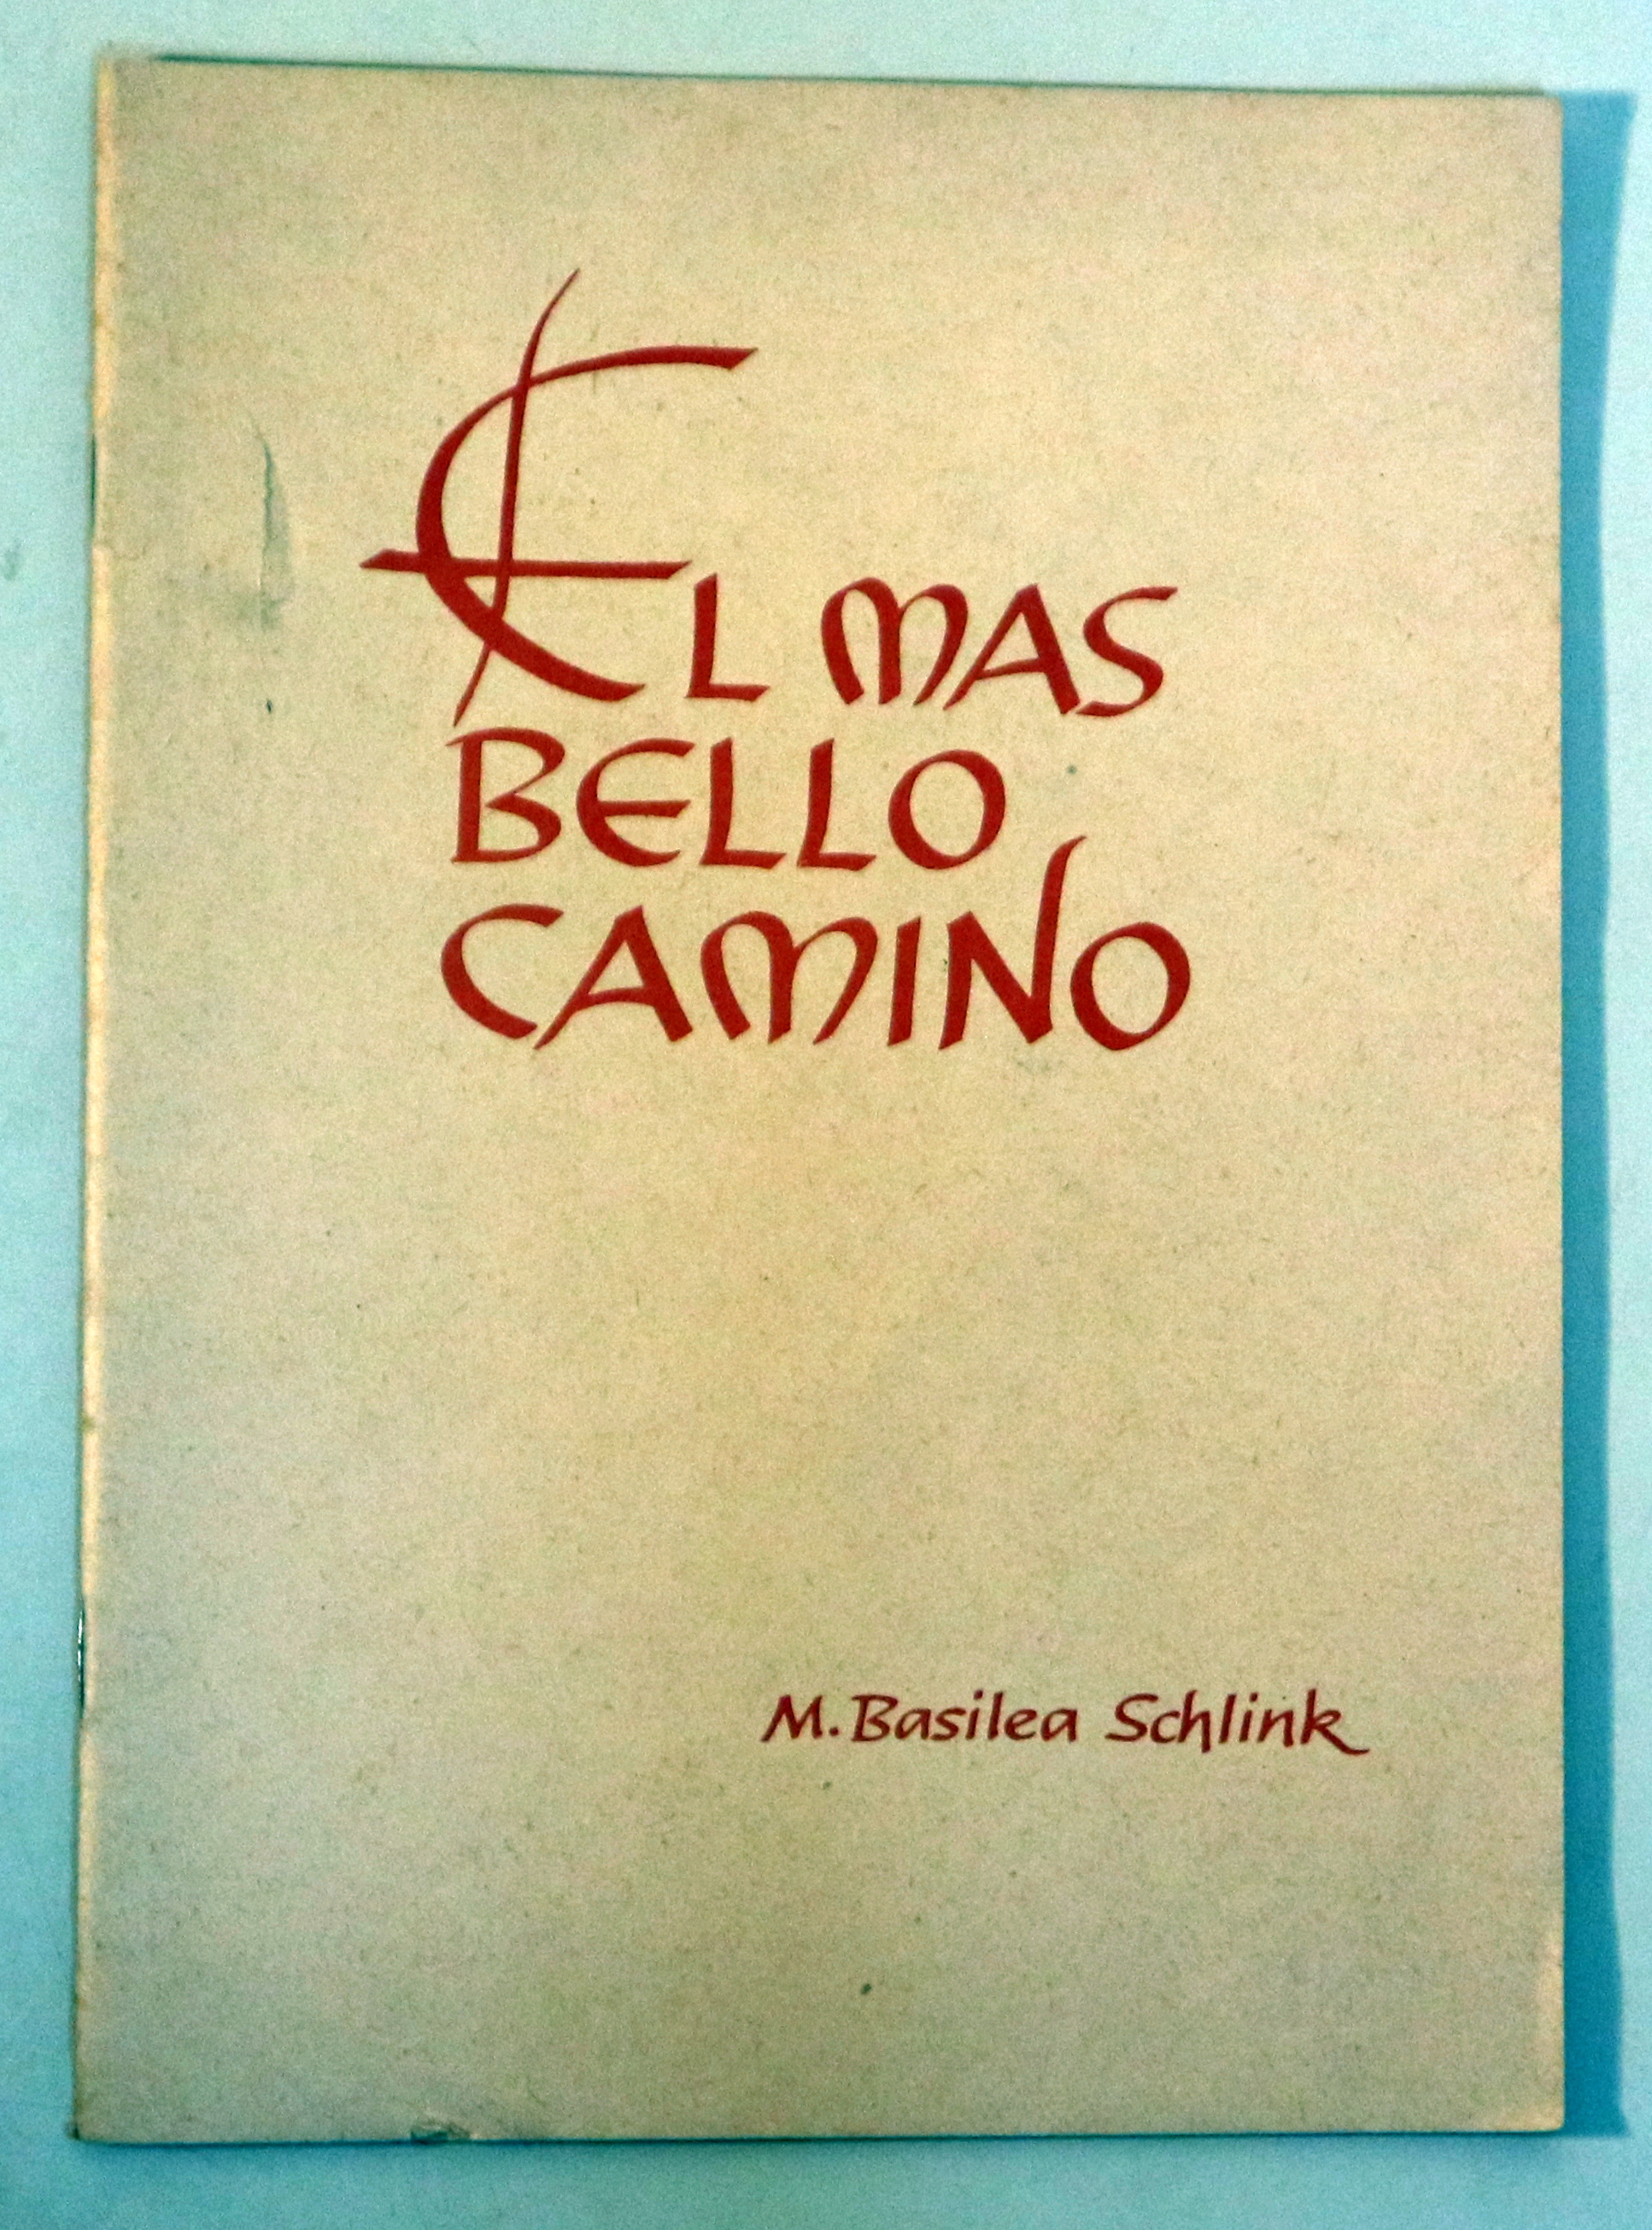 EL MAS
BELLO
CAMINO
M. Basilea Schlink